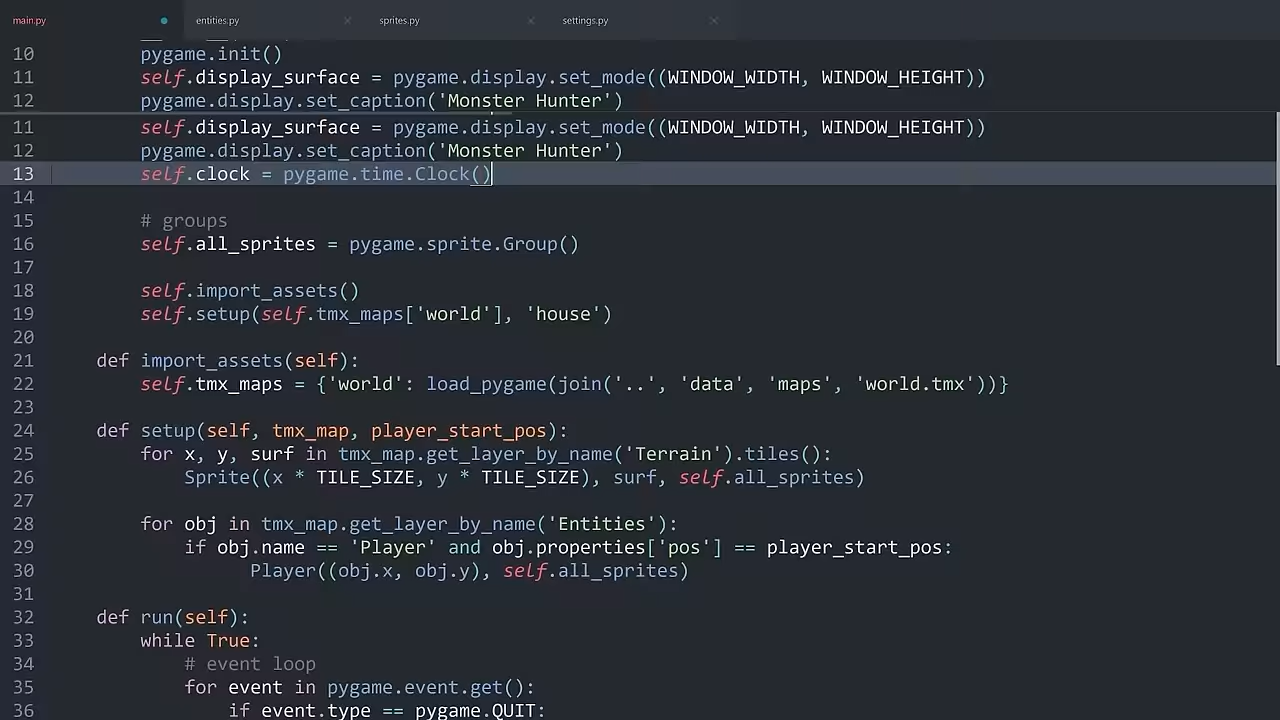 main.py
entities.py
sprites.py
settings.py
10 pygame.init()
11 self.display_surface = pygame.display.set_mode((WINDOW_WIDTH, WINDOW_HEIGHT))
12 pygame.display.set_caption('Monster Hunter')
11 self.display_surface = pygame.display.set_mode((WINDOW_WIDTH, WINDOW_HEIGHT))
12 pygame.display.set_caption('Monster Hunter')
13 self.clock = pygame.time.Clock()
14
15 # groups
16 self.all_sprites = pygame.sprite.Group()
17
18 self.import_assets()
19 self.setup(self.tmx_maps['world'], 'house')
20
21 def import_assets(self):
22 self.tmx_maps = {'world': load_pygame(join('..', 'data', 'maps', 'world.tmx'))}
23
24 def setup(self, tmx_map, player_start_pos):
25 for x, y, surf in tmx_map.get_layer_by_name('Terrain').tiles():
26 Sprite((x * TILE_SIZE, y * TILE_SIZE), surf, self.all_sprites)
27
28 for obj in tmx_map.get_layer_by_name('Entities'):
29 if obj.name == 'Player' and obj.properties['pos'] == player_start_pos:
30 Player((obj.x, obj.y), self.all_sprites)
31
32 def run(self):
33 while True:
34 # event loop
35 for event in pygame.event.get():
36 if event.type == pygame.QUIT: